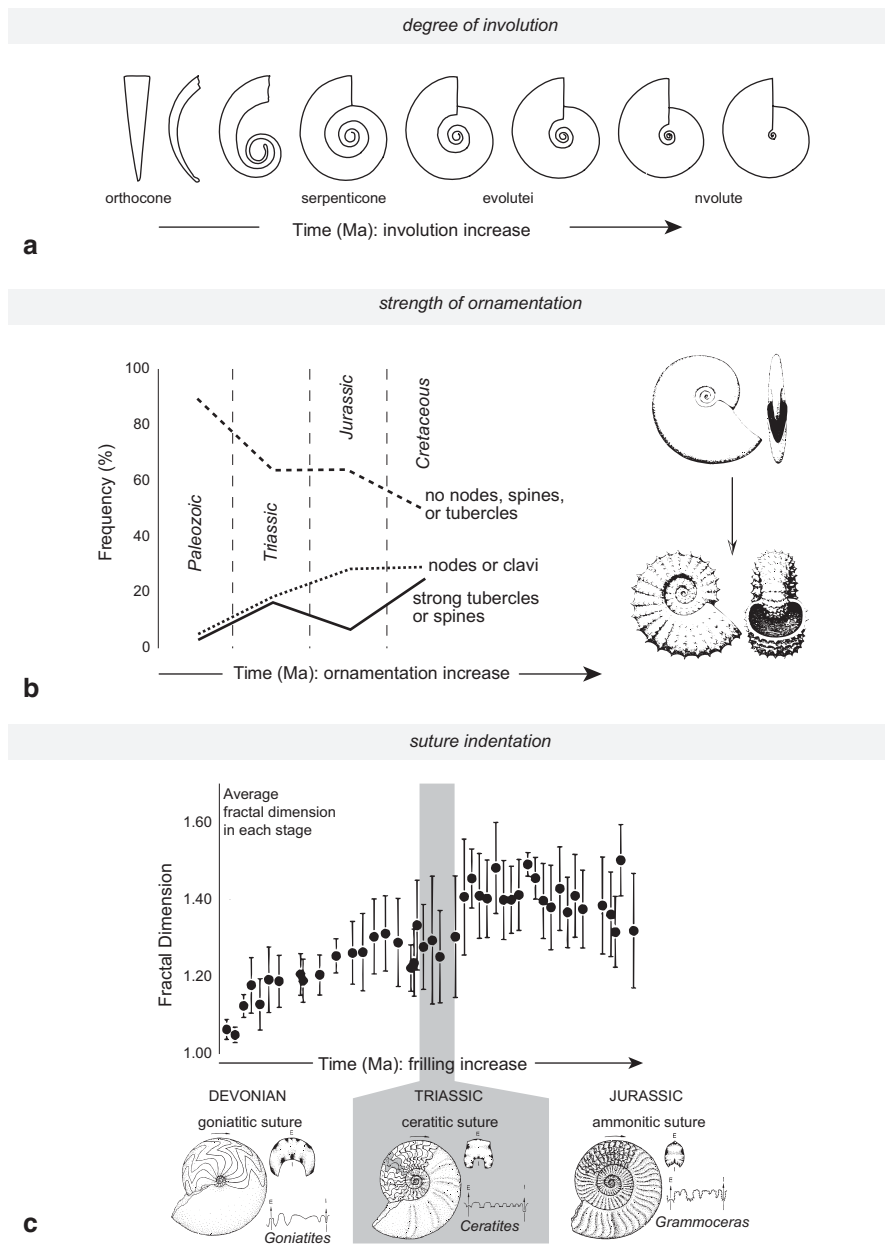 degree of involution
orthocone
serpenticone
evolutei
nvolute
Time (Ma): involution increase
a
strength of ornamentation
Frequency (%)
100
80
60
40
20
0
Paleozoic
Triassic
Jurassic
Cretaceous
no nodes, spines,
or tubercles
nodes or clavi
strong tubercles
or spines
Time (Ma): ornamentation increase
b
suture indentation
Average
fractal dimension
in each stage
Fractal Dimension
1.60
1.40
1.20
1.00
Time (Ma): frilling increase
DEVONIAN
goniatitic suture
E
E
I
Goniatites
TRIASSIC
ceratitic suture
E
E
I
Ceratites
JURASSIC
ammonitic suture
E
I
E
I
Grammoceras
c